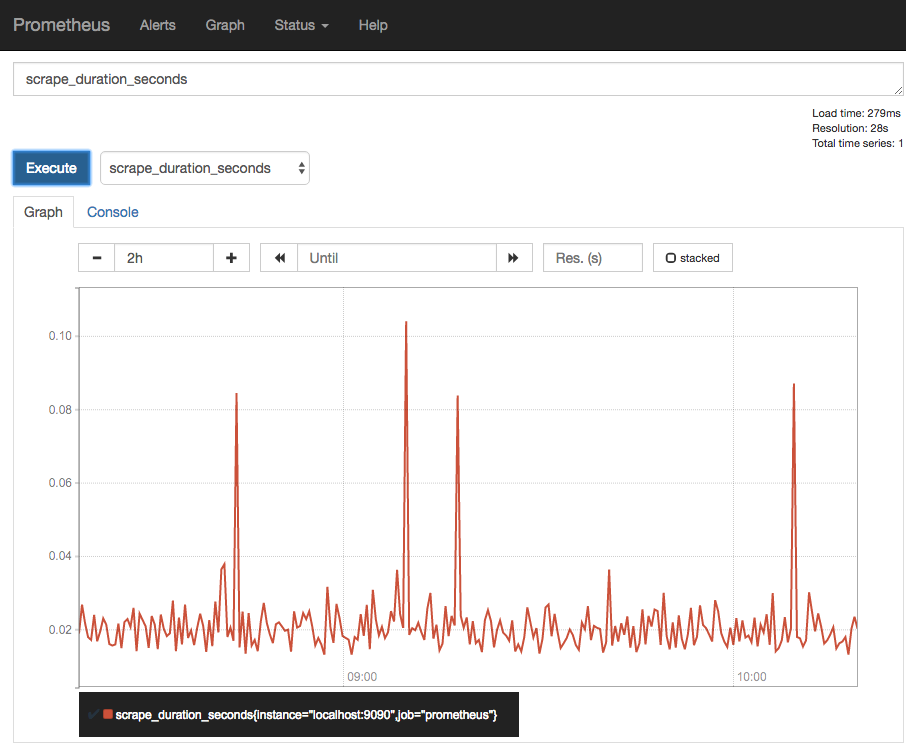 Prometheus Alerts Graph Status Help
scrape_duration_seconds
Load time: 279ms
Resolution: 28s
Total time series: 1
Execute scrape_duration_seconds
Graph Console
2h Until Res. (s) stacked
0.10
0.08
0.06
0.04
0.02
09:00 10:00
scrape_duration_seconds{instance="localhost:9090",job="prometheus"}